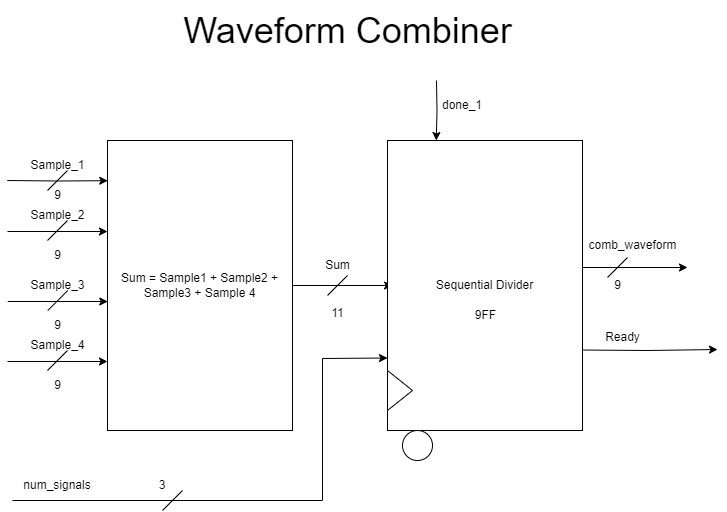 Waveform Combiner
done_1
Sample_1
9
Sample_2
9
Sample_3
9
Sample_4
9
Sum = Sample1 + Sample2 +
Sample3 + Sample 4
Sum
11
Sequential Divider
9FF
comb_waveform
9
Ready
num_signals
3